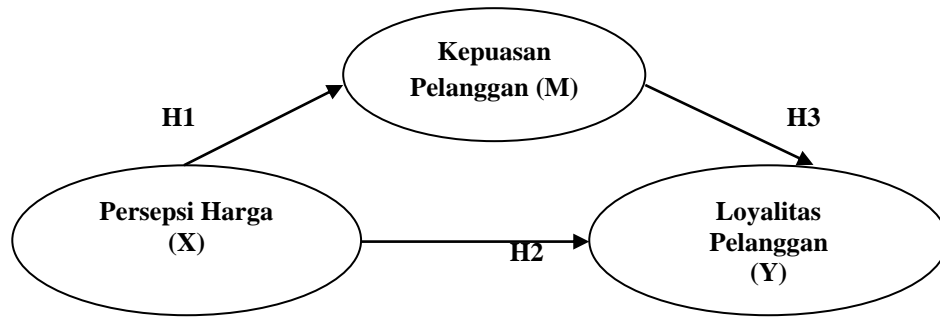 Kepuasan
Pelanggan (M)
H1
H3
Persepsi Harga
(X)
H2
Loyalitas
Pelanggan
(Y)